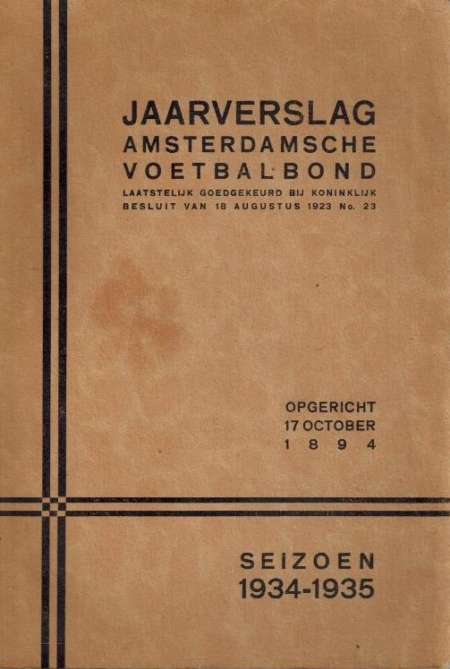 JAARVERSLAG
AMSTERDAMSCHE
VOETBALBOND
LAATSTELIJK GOEDGEKEURD BIJ KONINKLIJK
BESLUIT VAN 18 AUGUSTUS 1923 No. 23
OPGERICHT
17 OCTOBER
1894
SEIZOEN
1934-1935